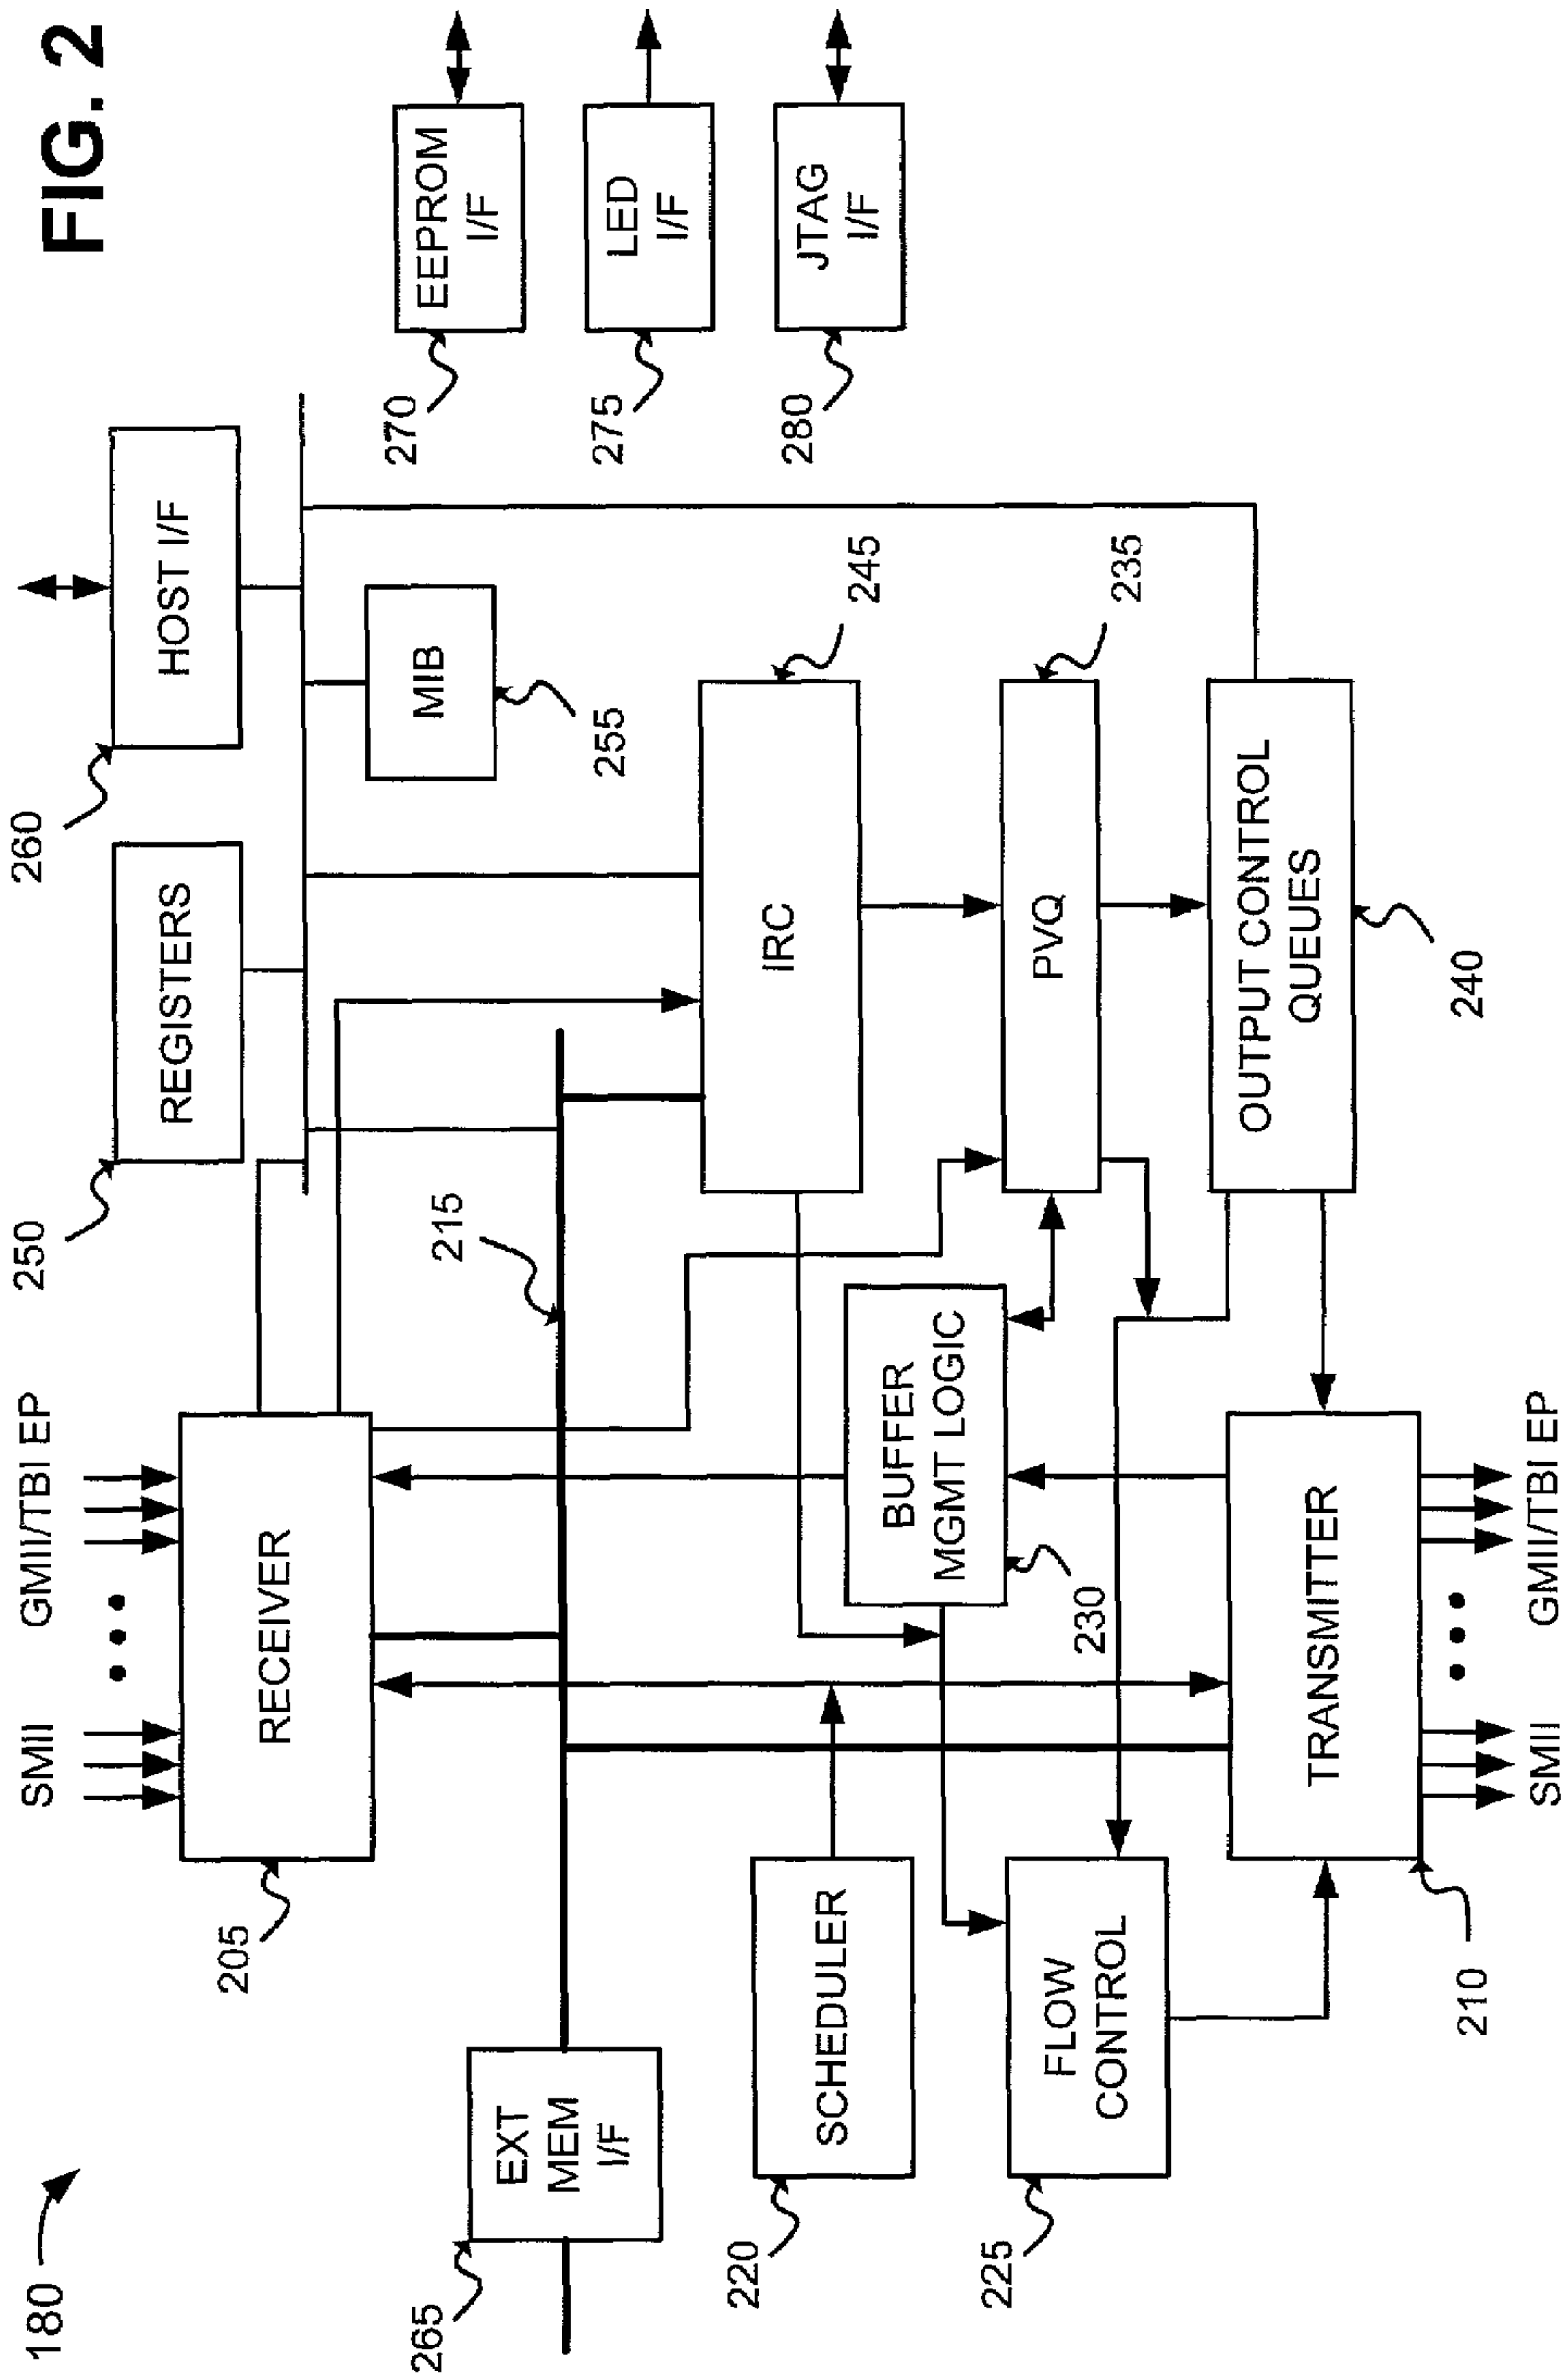 FIG. 2
180
SMII
GMII/TBI EP
RECEIVER
205
250
REGISTERS
260
HOST I/F
MIB
255
265
EXT
MEM
I/F
215
270
EEPROM
I/F
275
LED
I/F
280
JTAG
I/F
220
SCHEDULER
225
FLOW
CONTROL
BUFFER
MGMT LOGIC
230
IRC
245
PVQ
235
OUTPUT CONTROL
QUEUES
240
TRANSMITTER
210
SMII
GMII/TBI EP